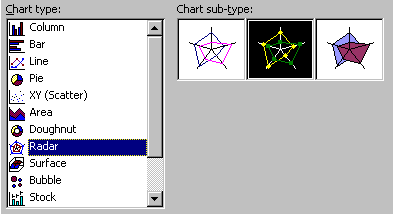 Chart type:
Chart sub-type:
Column
Bar
Line
Pie
XY (Scatter)
Area
Doughnut
Radar
Surface
Bubble
Stock